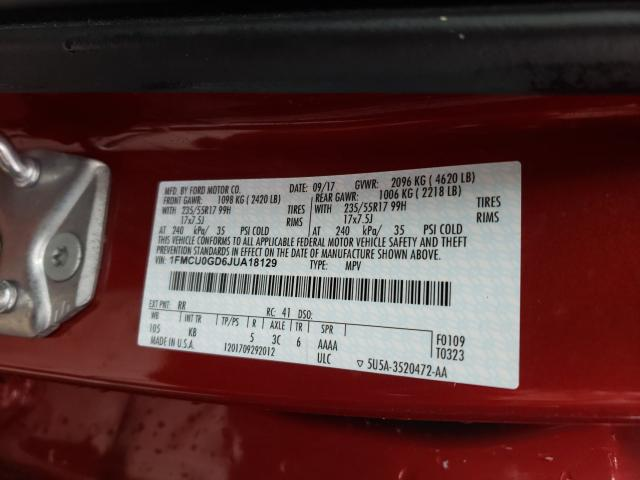 MFD. BY FORD MOTOR CO. DATE: 09/17 GVWR: 2096 KG ( 4620 LB)
FRONT GAWR: 1098 KG ( 2420 LB) REAR GAWR: 1006 KG ( 2218 LB)
WITH 235/55R17 99H TIRES WITH 235/55R17 99H TIRES
17x7.5J RIMS 17x7.5J RIMS
AT 240 kPa/ 35 PSI COLD AT 240 kPa/ 35 PSI COLD
THIS VEHICLE CONFORMS TO ALL APPLICABLE FEDERAL MOTOR VEHICLE SAFETY AND BUMPER
STANDARDS IN EFFECT ON THE DATE OF MANUFACTURE SHOWN ABOVE.
VIN: 1FMCU0GD6JUA18129 TYPE: MPV
EXT PNT: RR RC: 41 DSO:
WB INT TR TP/PS R AXLE TR SPR
105 KB 5 3C 6 AAAA
F0109
T0323
MADE IN U.S.A. 1201709292012 ULC ▽ 5U5A-3520472-AA